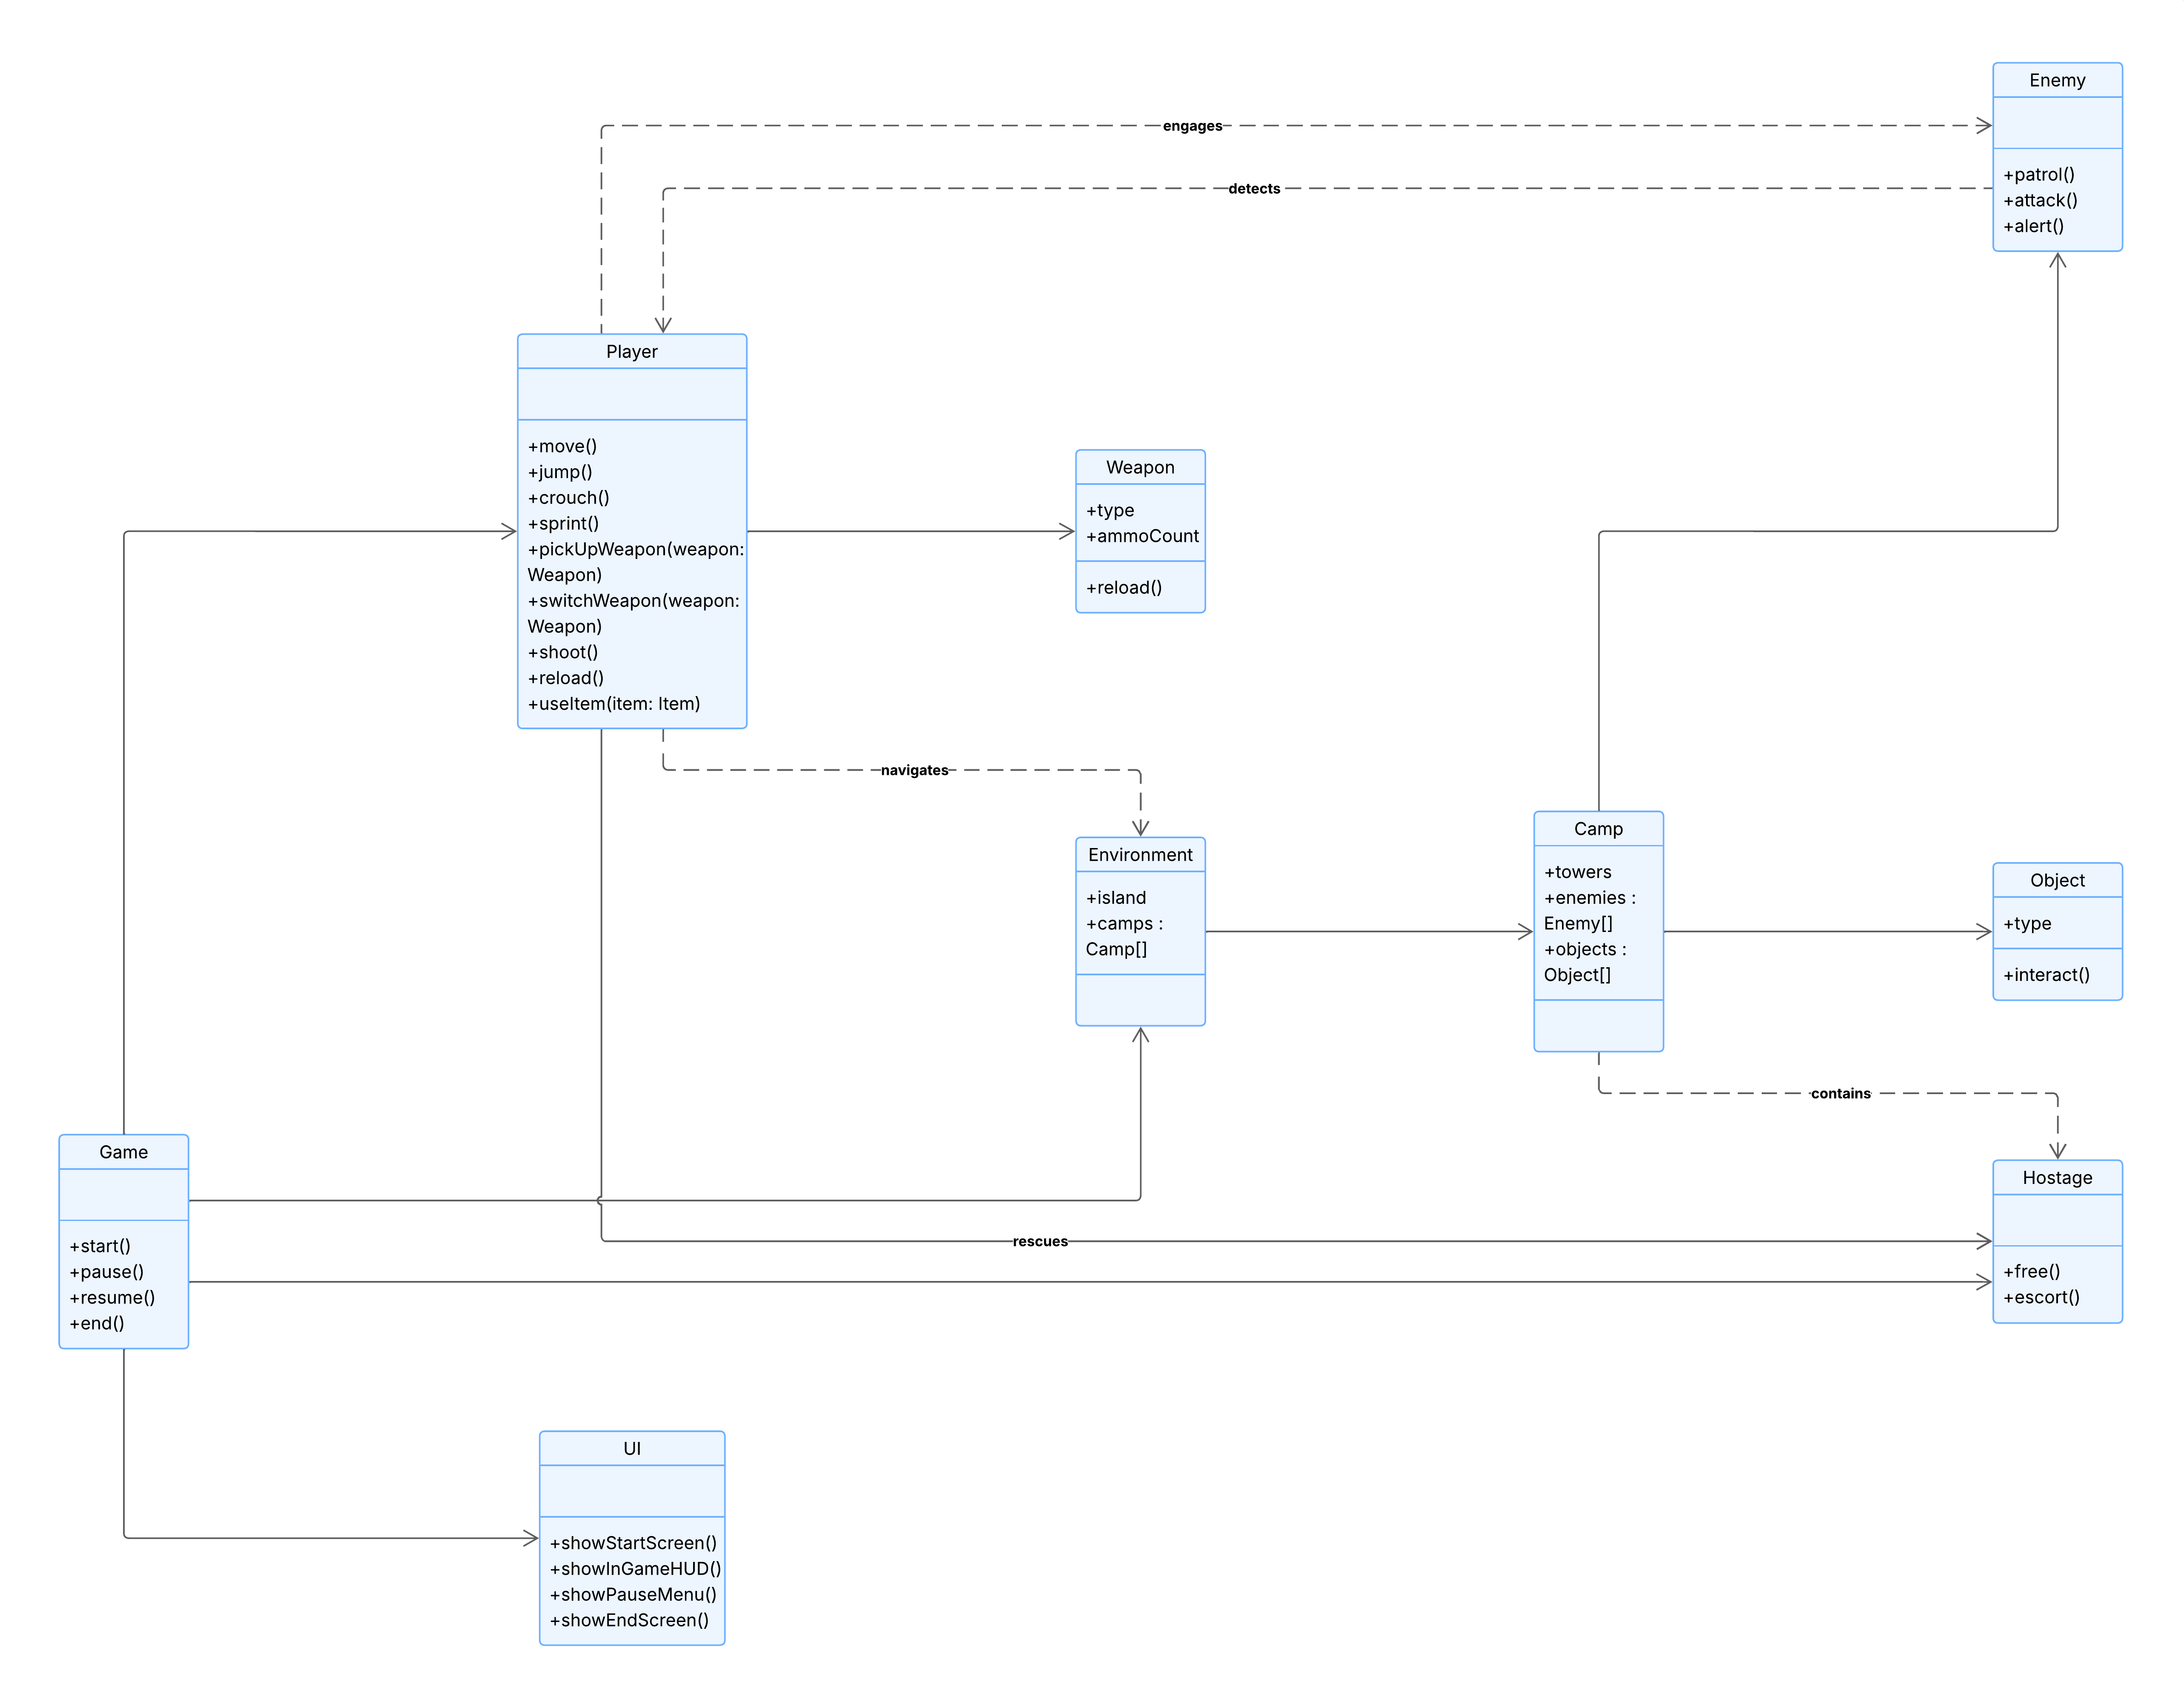 Enemy
+patrol()
+attack()
+alert()
engages
detects
Player
+move()
+jump()
+crouch()
+sprint()
+pickUpWeapon(weapon:
Weapon)
+switchWeapon(weapon:
Weapon)
+shoot()
+reload()
+useItem(item: Item)
Weapon
+type
+ammoCount
+reload()
navigates
Environment
+island
+camps :
Camp[]
Camp
+towers
+enemies :
Enemy[]
+objects :
Object[]
Object
+type
+interact()
contains
Game
+start()
+pause()
+resume()
+end()
rescues
Hostage
+free()
+escort()
UI
+showStartScreen()
+showInGameHUD()
+showPauseMenu()
+showEndScreen()